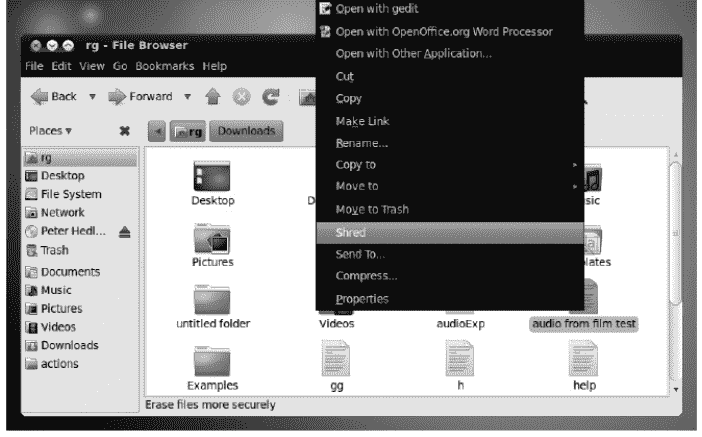 Open with gedit
Open with OpenOffice.org Word Processor
rg - File Browser
Open with Other Application...
File Edit View Go Bookmarks Help
Cut
Back Forward
Copy
Make Link
Places rg Downloads
Rename...
rg
Copy to
Desktop
Move to
File System
Desktop
Network
Move to Trash
Peter Hedl...
Shred
Trash
Send To...
Pictures
Documents
Compress...
Music
Properties
Pictures
untitled folder Videos audioExp audio from film test
Videos
Downloads
actions
Examples gg h help
Erase files more securely